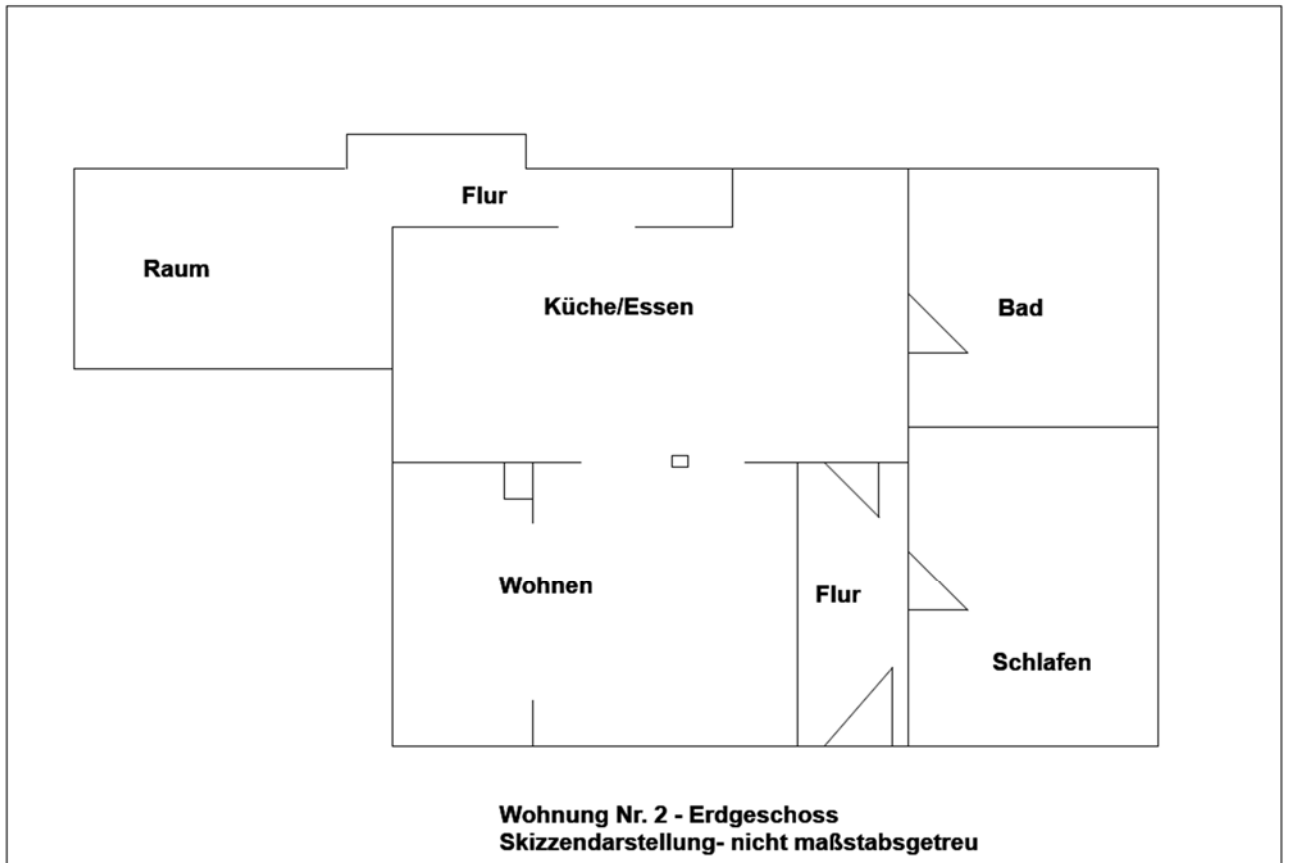 Flur
Raum
Küche/Essen
Bad
Wohnen
Flur
Schlafen
Wohnung Nr. 2 - Erdgeschoss
Skizzendarstellung- nicht maßstabsgetreu